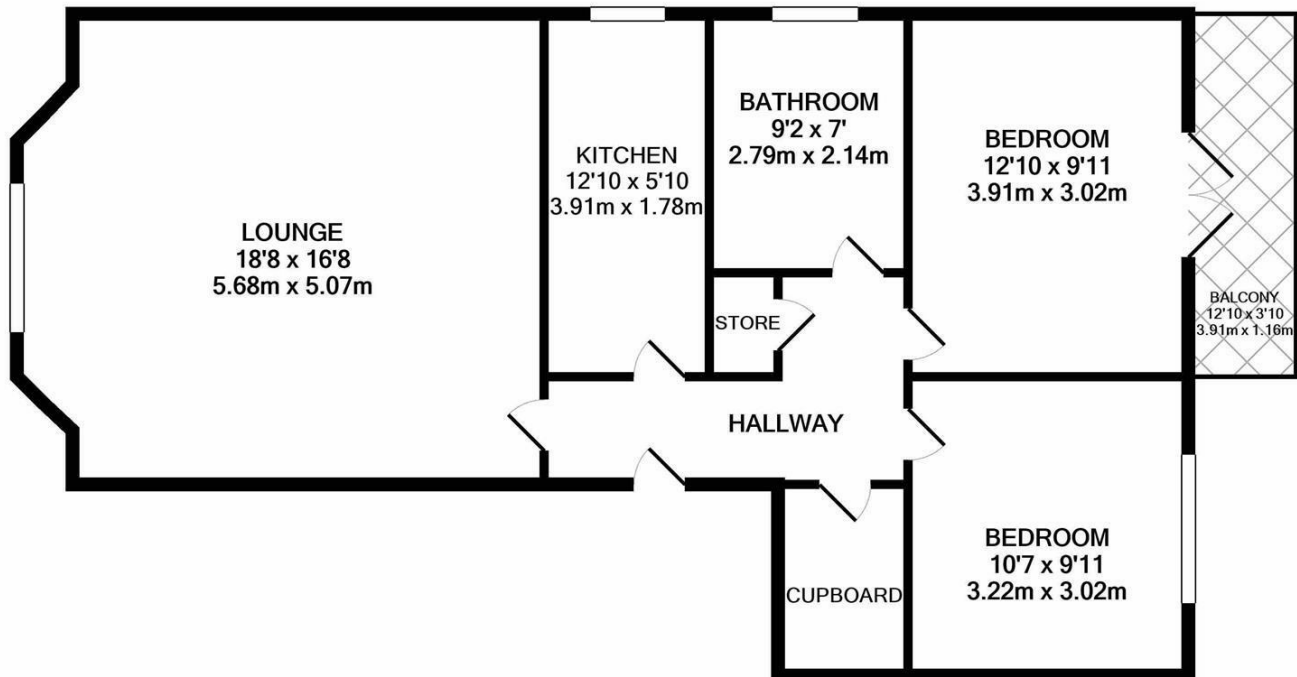 LOUNGE
18'8 x 16'8
5.68m x 5.07m
KITCHEN
12'10 x 5'10
3.91m x 1.78m
BATHROOM
9'2 x 7'
2.79m x 2.14m
BEDROOM
12'10 x 9'11
3.91m x 3.02m
BALCONY
12'10 x 3'10
3.91m x 1.16m
STORE
HALLWAY
CUPBOARD
BEDROOM
10'7 x 9'11
3.22m x 3.02m